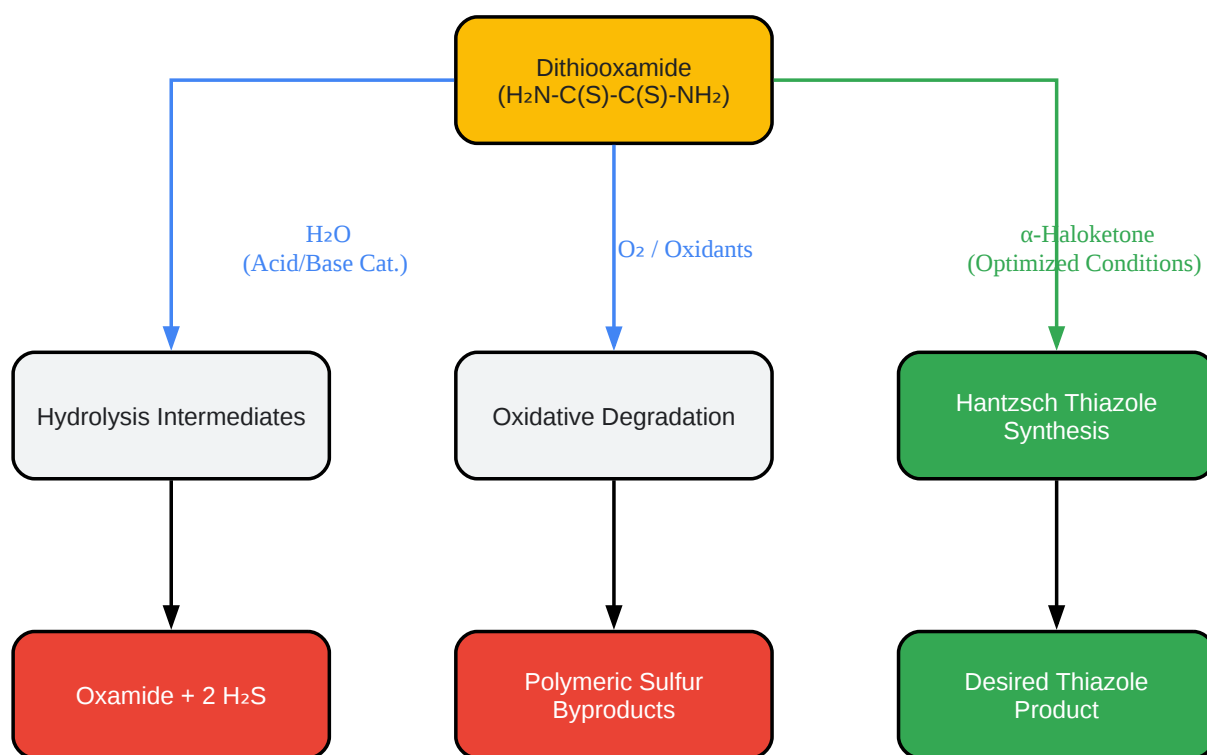 Dithiooxamide
(H₂N-C(S)-C(S)-NH₂)
H₂O
(Acid/Base Cat.)
O₂ / Oxidants
α-Haloketone
(Optimized Conditions)
Hydrolysis Intermediates
Oxidative Degradation
Hantzsch Thiazole
Synthesis
Oxamide + 2 H₂S
Polymeric Sulfur
Byproducts
Desired Thiazole
Product